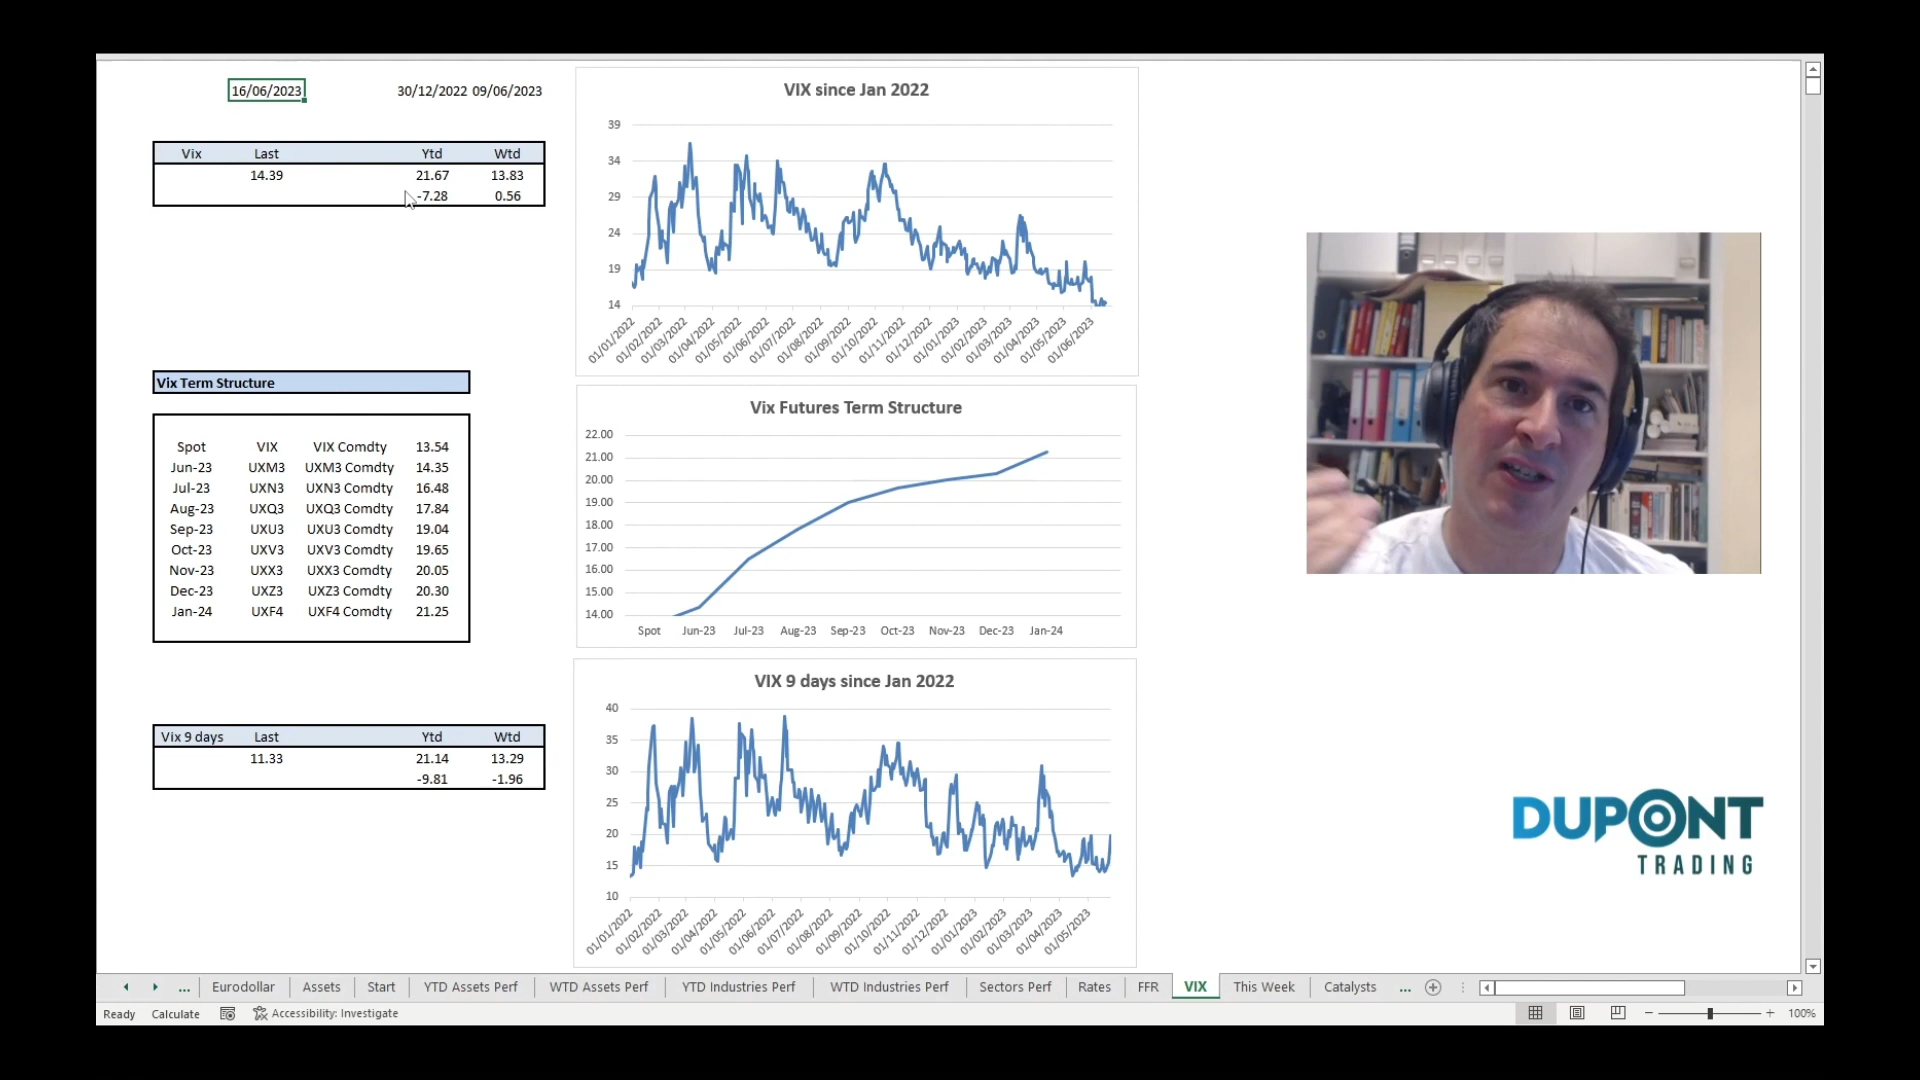 16/06/2023 30/12/2022 09/06/2023
Vix Last Ytd Wtd
14.39 21.67 13.83
-7.28 0.56
Vix Term Structure
Spot VIX VIX Comdty 13.54
Jun-23 UXM3 UXM3 Comdty 14.35
Jul-23 UXN3 UXN3 Comdty 16.48
Aug-23 UXQ3 UXQ3 Comdty 17.84
Sep-23 UXU3 UXU3 Comdty 19.04
Oct-23 UXV3 UXV3 Comdty 19.65
Nov-23 UXX3 UXX3 Comdty 20.05
Dec-23 UXZ3 UXZ3 Comdty 20.30
Jan-24 UXF4 UXF4 Comdty 21.25
Vix 9 days Last Ytd Wtd
11.33 21.14 13.29
-9.81 -1.96
VIX since Jan 2022
39
34
29
24
19
14
01/01/2022 01/02/2022 01/03/2022 01/04/2022 01/05/2022 01/06/2022 01/07/2022 01/08/2022 01/09/2022 01/10/2022 01/11/2022 01/12/2022 01/01/2023 01/02/2023 01/03/2023 01/04/2023 01/05/2023 01/06/2023
Vix Futures Term Structure
22.00
21.00
20.00
19.00
18.00
17.00
16.00
15.00
14.00
Spot Jun-23 Jul-23 Aug-23 Sep-23 Oct-23 Nov-23 Dec-23 Jan-24
VIX 9 days since Jan 2022
40
35
30
25
20
15
10
01/01/2022 01/02/2022 01/03/2022 01/04/2022 01/05/2022 01/06/2022 01/07/2022 01/08/2022 01/09/2022 01/10/2022 01/11/2022 01/12/2022 01/01/2023 01/02/2023 01/03/2023 01/04/2023 01/05/2023
DUPONT
TRADING
... Eurodollar Assets Start YTD Assets Perf WTD Assets Perf YTD Industries Perf WTD Industries Perf Sectors Perf Rates FFR VIX This Week Catalysts ...
Ready Calculate Accessibility: Investigate 100%